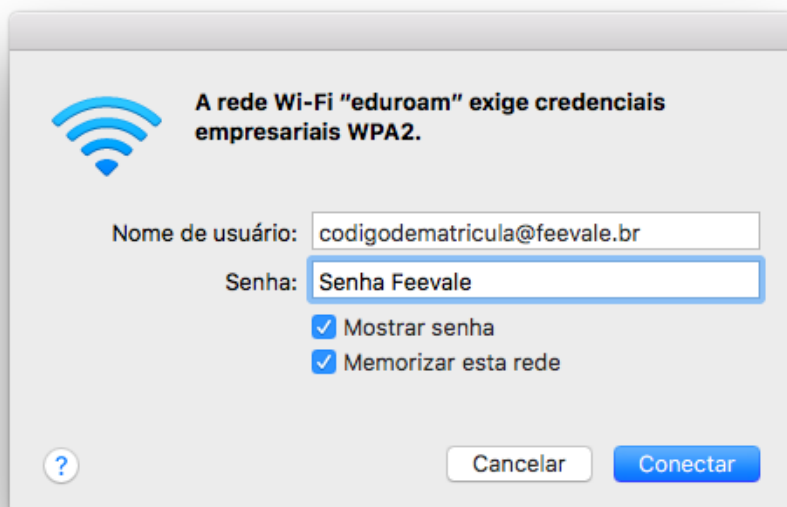 A rede Wi-Fi "eduroam" exige credenciais
empresariais WPA2.
Nome de usuário: codigodematricula@feevale.br
Senha: Senha Feevale
Mostrar senha
Memorizar esta rede
? Cancelar Conectar